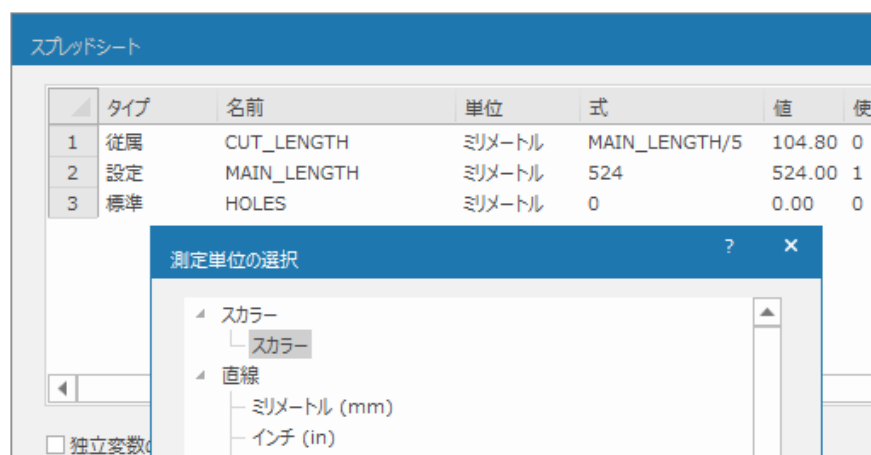 スプレッドシート
タイプ 名前 単位 式 値 使
1 従属 CUT_LENGTH ミリメートル MAIN_LENGTH/5 104.80 0
2 設定 MAIN_LENGTH ミリメートル 524 524.00 1
3 標準 HOLES ミリメートル 0 0.00 0
測定単位の選択 ? ×
スカラー
スカラー
直線
ミリメートル (mm)
インチ (in)
独立変数の